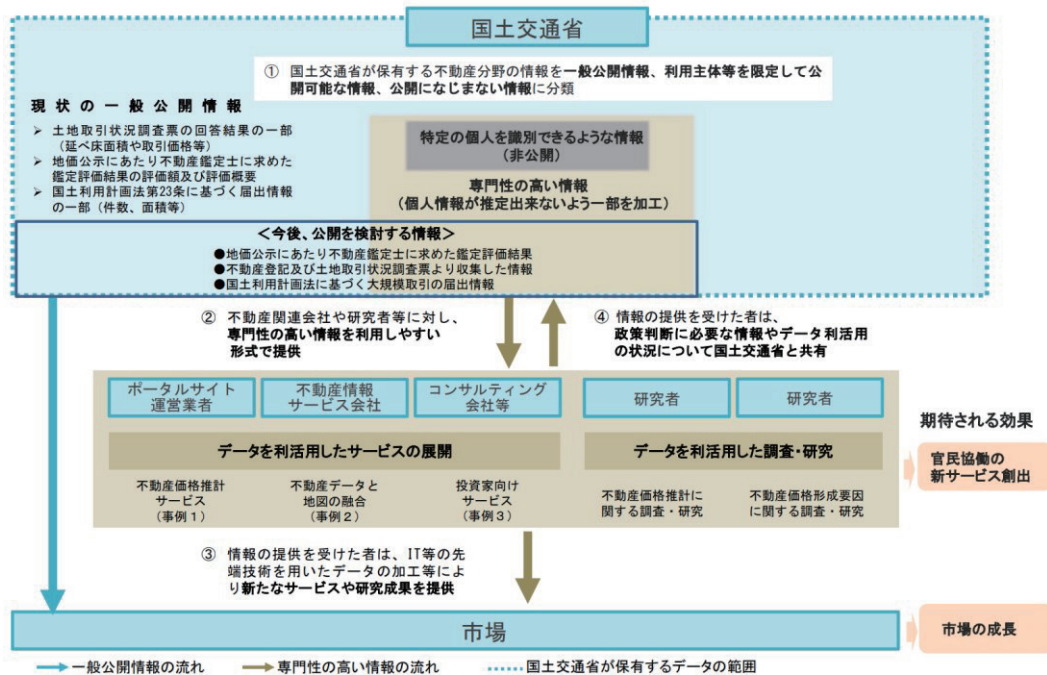 国土交通省
① 国土交通省が保有する不動産分野の情報を一般公開情報、利用主体等を限定して公
開可能な情報、公開になじまない情報に分類
現状の一般公開情報
➢ 土地取引状況調査票の回答結果の一部
（延べ床面積や取引価格等）
➢ 地価公示にあたり不動産鑑定士に求めた
鑑定評価結果の評価額及び評価概要
➢ 国土利用計画法第23条に基づく届出情報
の一部（件数、面積等）
特定の個人を識別できるような情報
（非公開）
専門性の高い情報
（個人情報が推定出来ないよう一部を加工）
＜今後、公開を検討する情報＞
●地価公示にあたり不動産鑑定士に求めた鑑定評価結果
●不動産登記及び土地取引状況調査票より収集した情報
●国土利用計画法に基づく大規模取引の届出情報
② 不動産関連会社や研究者等に対し、
専門性の高い情報を利用しやすい
形式で提供
④ 情報の提供を受けた者は、
政策判断に必要な情報やデータ利活用
の状況について国土交通省と共有
ポータルサイト
運営業者
不動産情報
サービス会社
コンサルティング
会社等
研究者
研究者
データを利活用したサービスの展開
データを利活用した調査・研究
不動産価格推計
サービス
（事例１）
不動産データと
地図の融合
（事例２）
投資家向け
サービス
（事例３）
不動産価格推計に
関する調査・研究
不動産価格形成要因
に関する調査・研究
期待される効果
官民協働の
新サービス創出
③ 情報の提供を受けた者は、IT等の先
端技術を用いたデータの加工等によ
り新たなサービスや研究成果を提供
市場
市場の成長
一般公開情報の流れ
専門性の高い情報の流れ
国土交通省が保有するデータの範囲